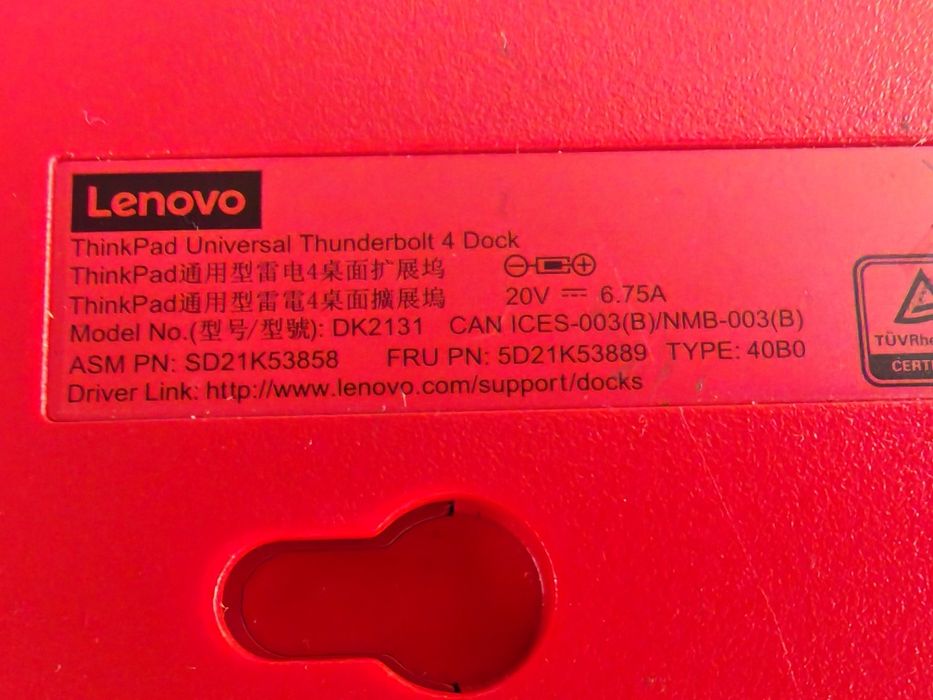 Lenovo
ThinkPad Universal Thunderbolt 4 Dock
ThinkPad通用型雷电4桌面扩展坞
ThinkPad通用型雷電4桌面擴展塢
20V 6.75A
Model No.(型号/型號): DK2131 CAN ICES-003(B)/NMB-003(B)
ASM PN: SD21K53858 FRU PN: 5D21K53889 TYPE: 40B0
Driver Link: http://www.lenovo.com/support/docks
TÜVRhe
CERTI